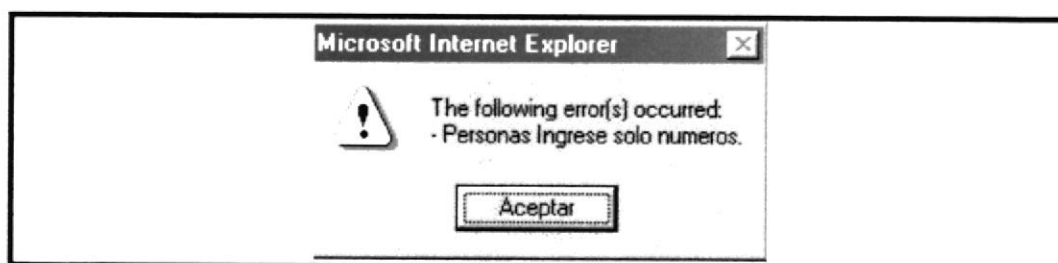 Microsoft Internet Explorer
The following error(s) occurred:
- Personas Ingrese solo numeros.
Aceptar